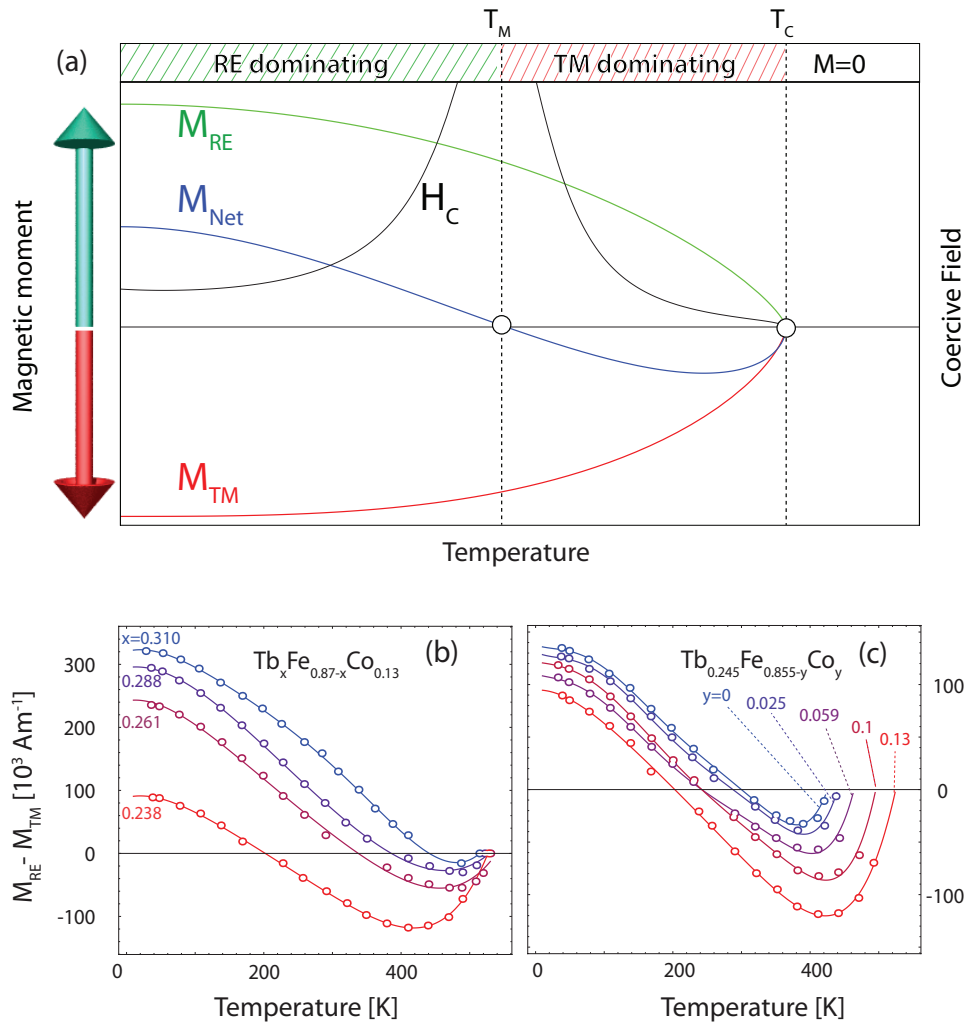 T_M T_C
(a) RE dominating TM dominating M=0
M_RE
M_Net
H_C
M_TM
Magnetic moment
Coercive Field
Temperature
(b)
Tb_xFe_0.87-xCo_0.13
x=0.310
0.288
0.261
0.238
300
200
100
0
-100
M_RE- M_TM [10³ Am⁻¹]
0 200 400
Temperature [K]
(c)
Tb_0.245Fe_0.855-yCo_y
y=0
0.025
0.059
0.1
0.13
100
0
-100
0 200 400
Temperature [K]